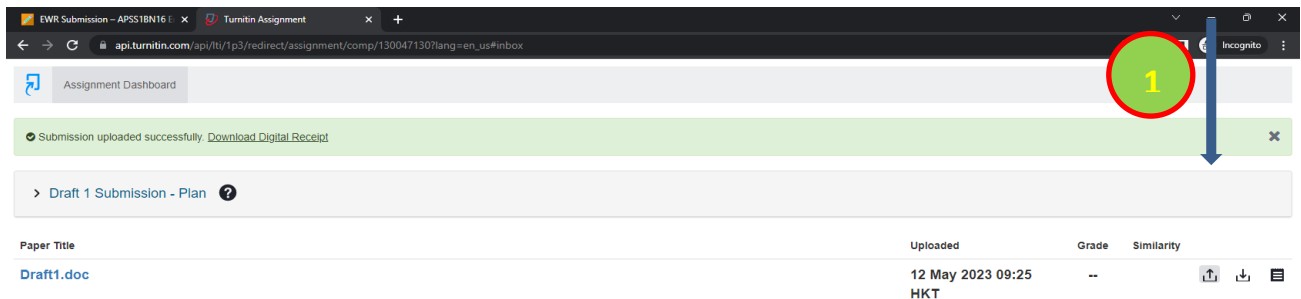 EWR Submission – APSS1BN16 E
Turnitin Assignment
api.turnitin.com/api/lti/1p3/redirect/assignment/comp/130047130?lang=en_us#inbox
Incognito
Assignment Dashboard
1
Submission uploaded successfully. Download Digital Receipt
Draft 1 Submission - Plan
Paper Title Uploaded Grade Similarity
Draft1.doc 12 May 2023 09:25 --
HKT